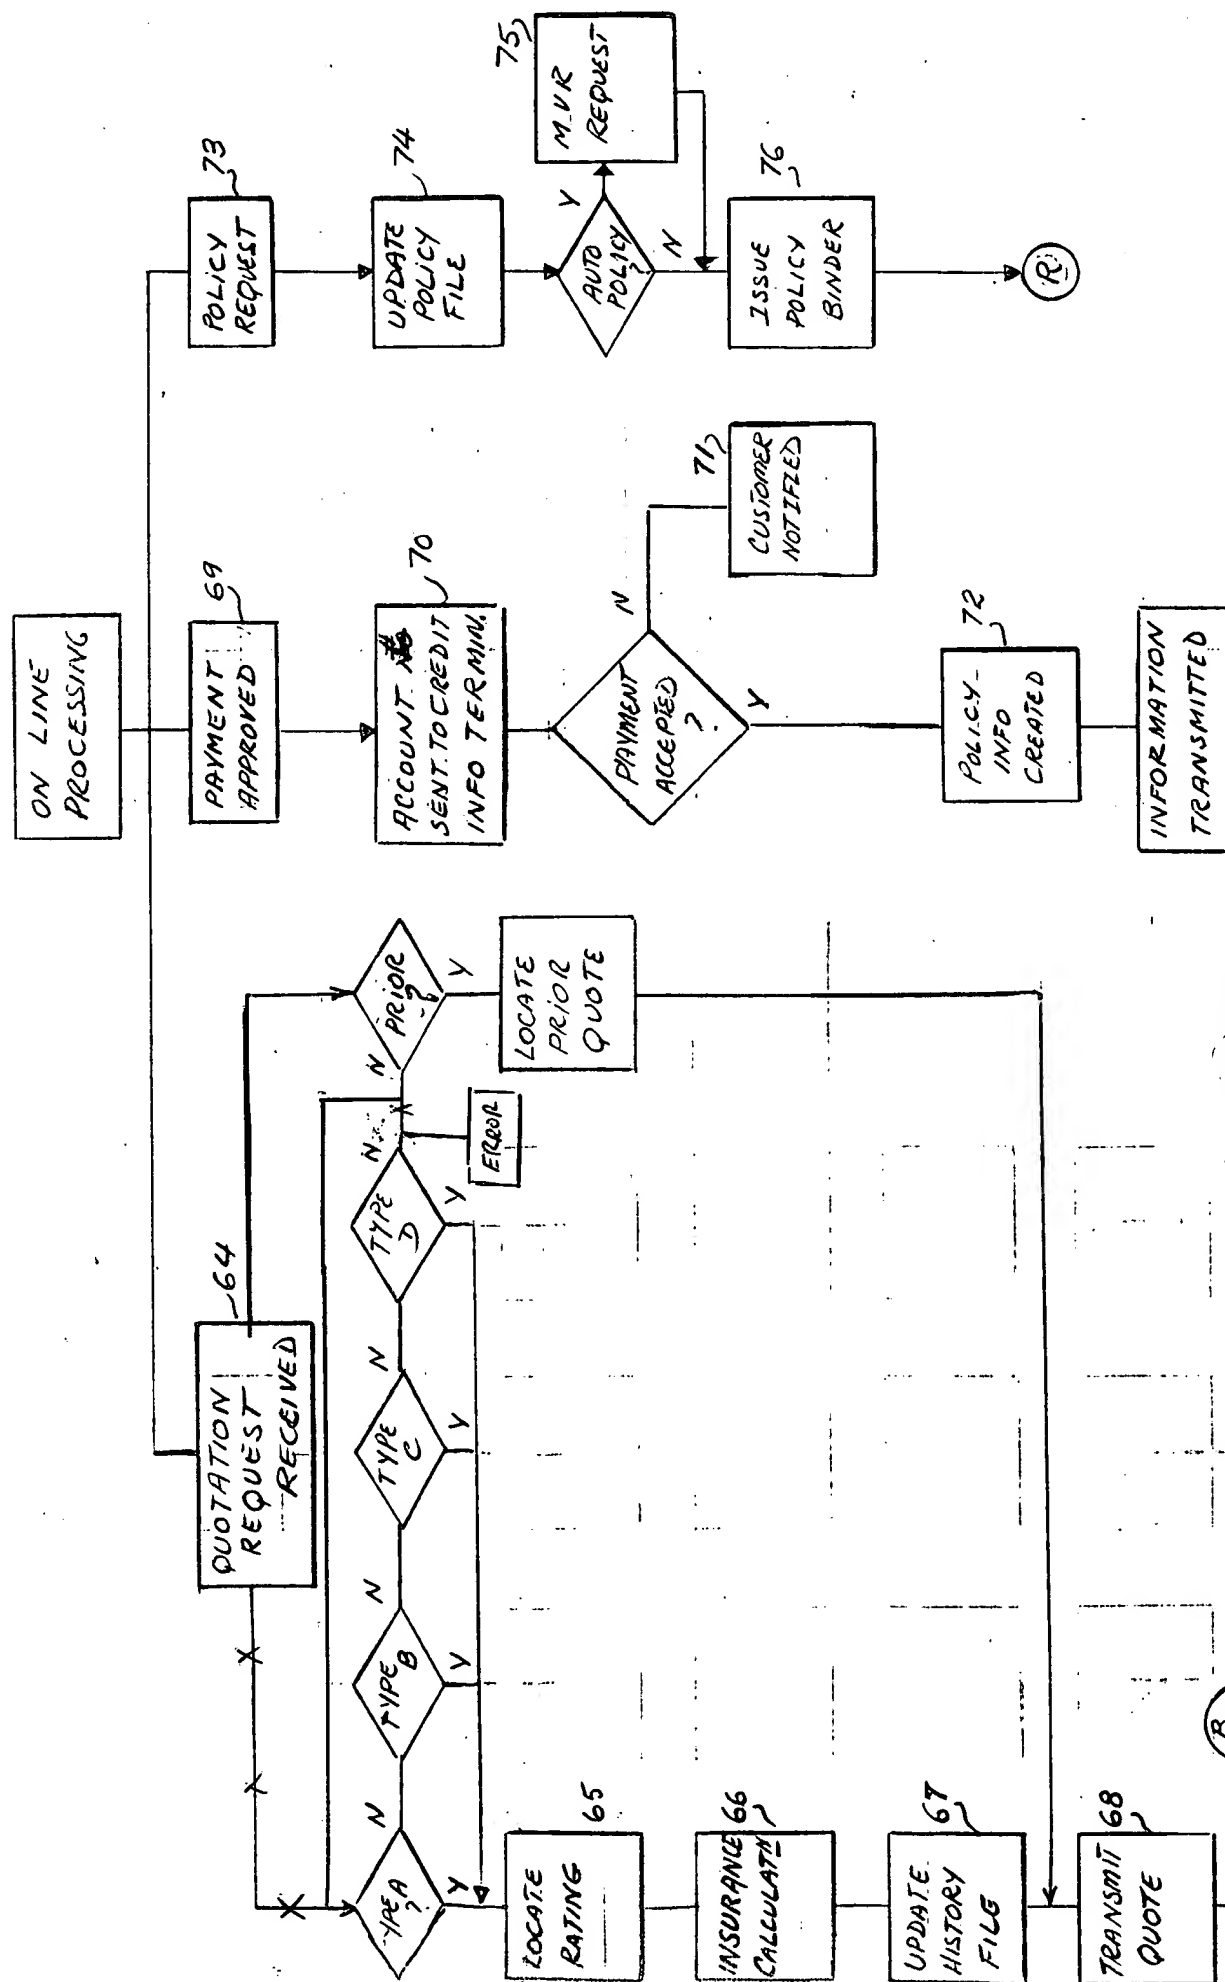 ON LINE
PROCESSING
QUOTATION
REQUEST
RECEIVED
64
PRIOR
?
N
Y
LOCATE
PRIOR
QUOTE
TYPE
D
N
Y
ERROR
TYPE
C
N
Y
TYPE
B
N
Y
YPE
? A
N
Y
LOCATE
RATING
65
INSURANCE
CALCULATN
66
UPDATE
HISTORY
FILE
67
TRANSMIT
QUOTE
68
R
PAYMENT
APPROVED
69
ACCOUNT #
SENT TO CREDIT
INFO TERMIN.
70
PAYMENT
ACCEPTED
?
N
Y
CUSTOMER
NOTIFIED
71
POLICY
INFO
CREATED
72
INFORMATION
TRANSMITTED
POLICY
REQUEST
73
UPDATE
POLICY
FILE
74
AUTO
POLICY
?
Y
N
M.VR
REQUEST
75
ISSUE
POLICY
BINDER
76
R